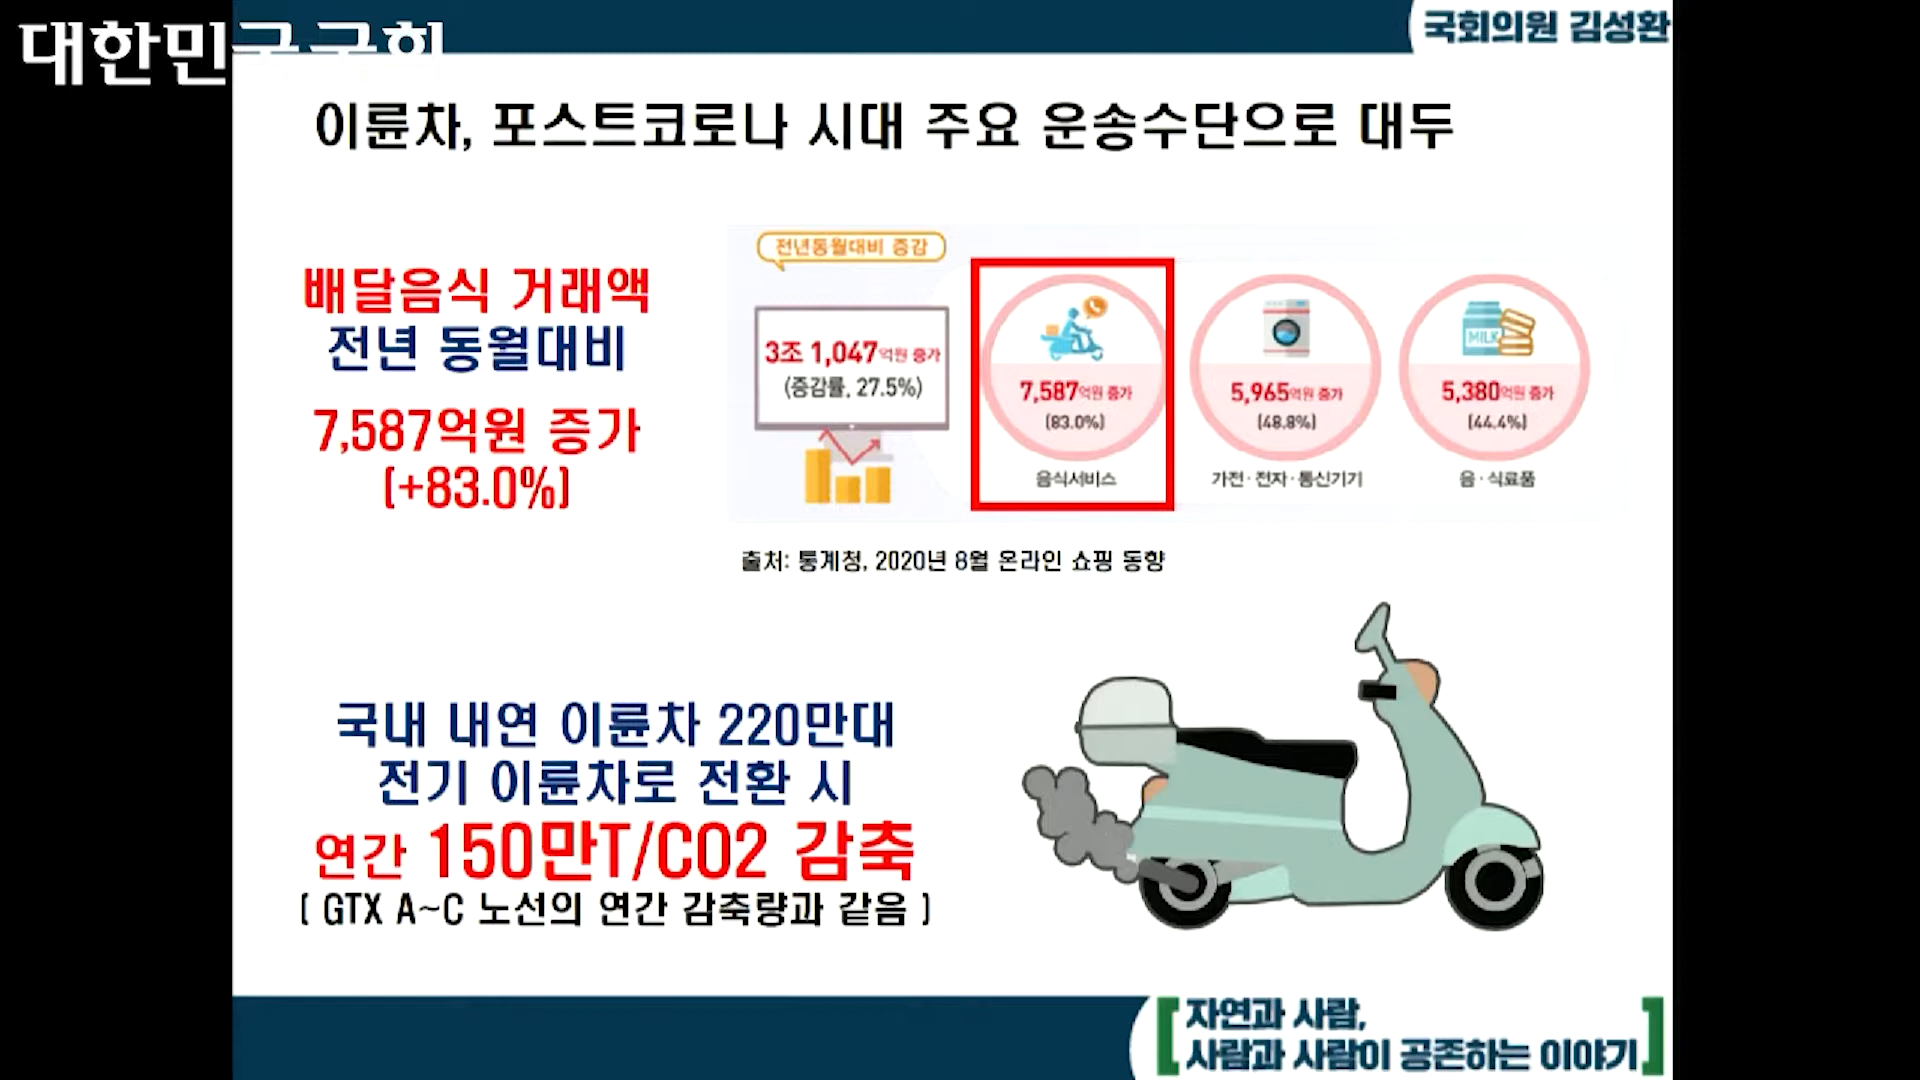 대한민국국회
국회의원 김성환
이륜차, 포스트코로나 시대 주요 운송수단으로 대두
배달음식 거래액
전년 동월대비
7,587억원 증가
(+83.0%)
전년동월대비 증감
3조 1,047억원 증가
(증감률, 27.5%)
7,587억원 증가
(83.0%)
음식서비스
5,965억원 증가
(48.8%)
가전·전자·통신기기
MILK
5,380억원 증가
(44.4%)
음·식료품
출처: 통계청, 2020년 8월 온라인 쇼핑 동향
국내 내연 이륜차 220만대
전기 이륜차로 전환 시
연간 150만T/CO2 감축
( GTX A~C 노선의 연간 감축량과 같음 )
[자연과 사람,
사람과 사람이 공존하는 이야기]